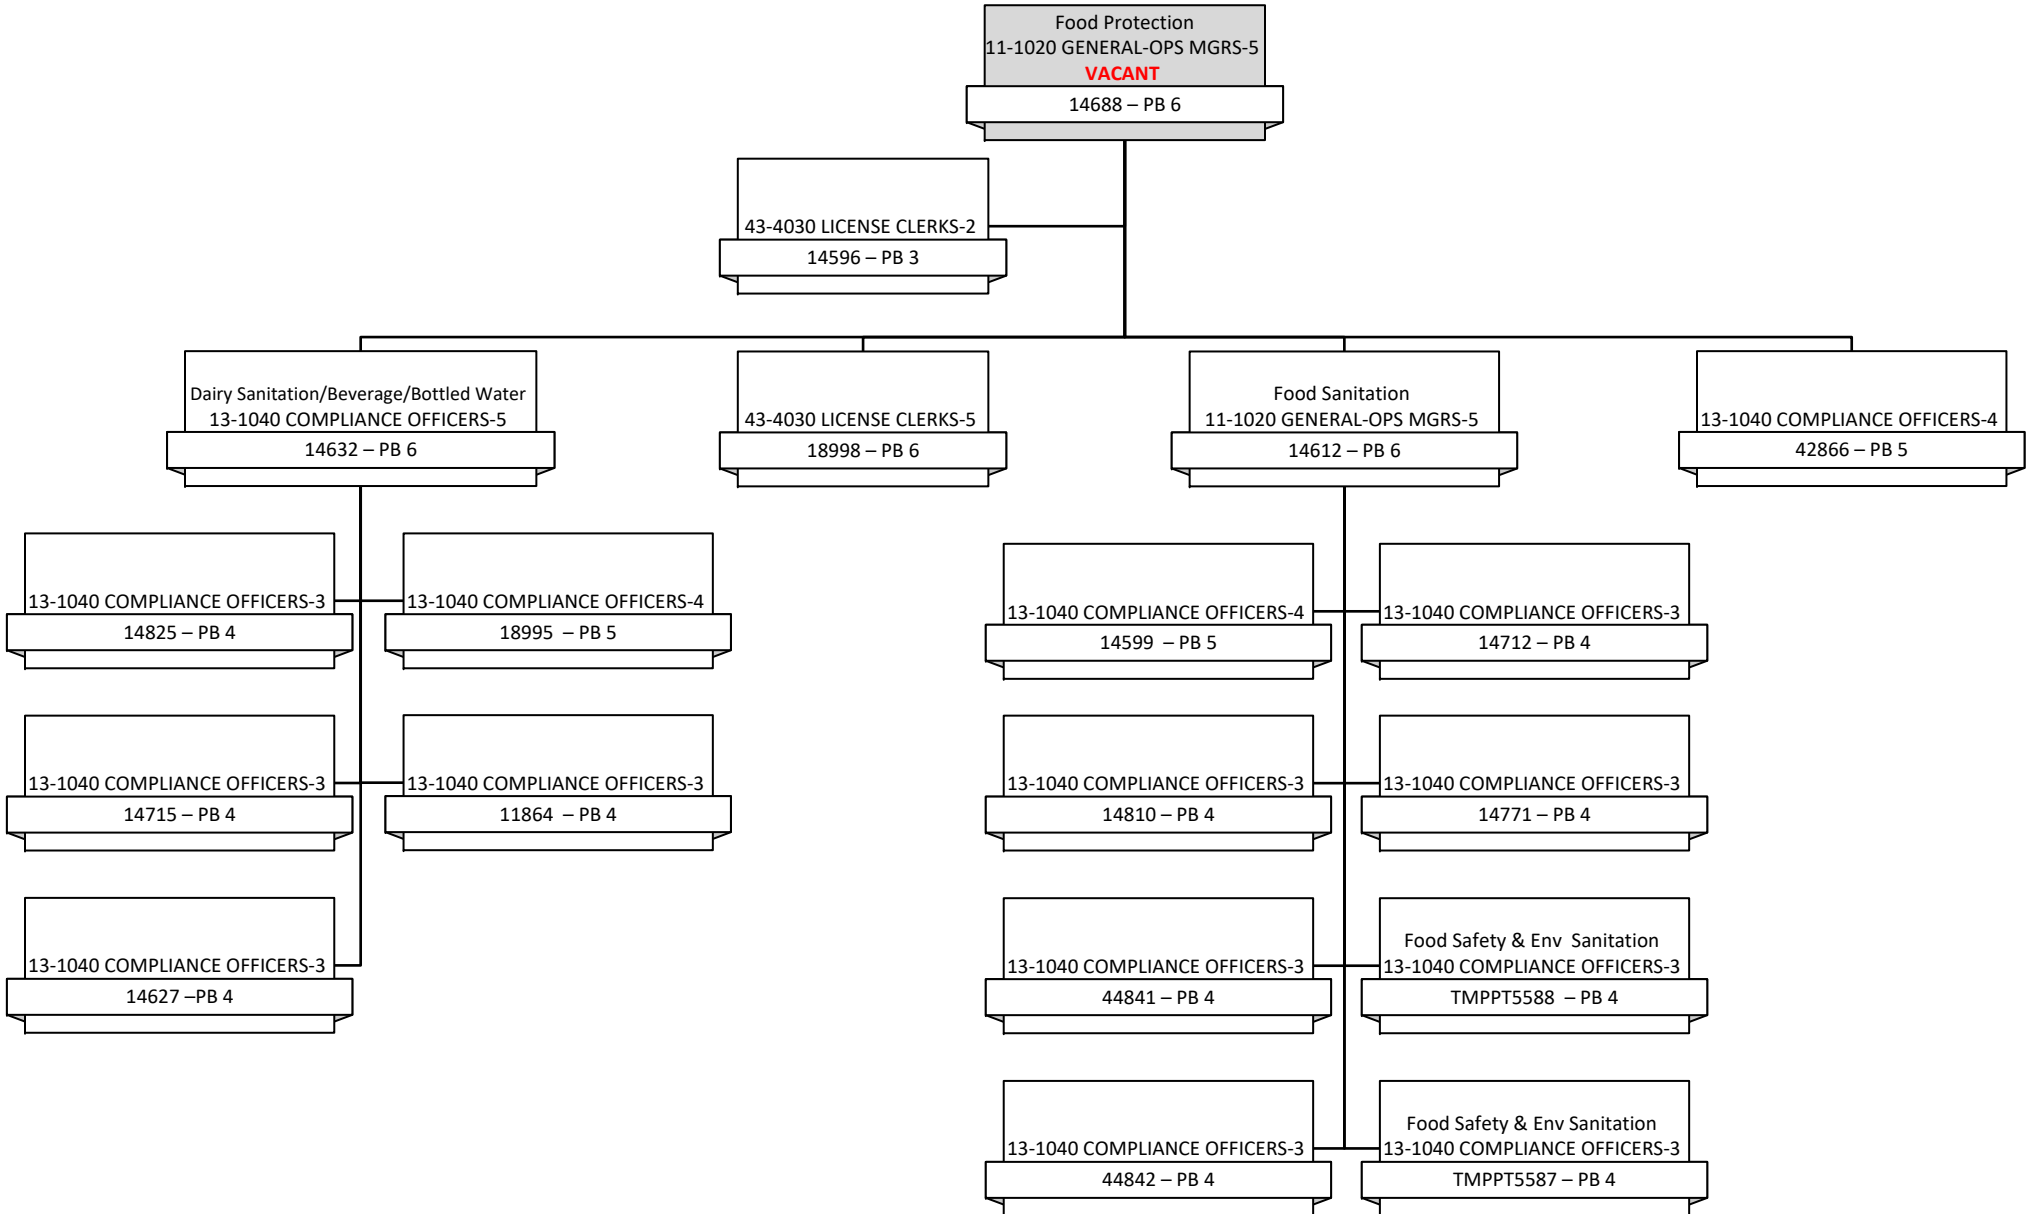 Food Protection
11-1020 GENERAL-OPS MGRS-5
VACANT
14688 – PB 6
43-4030 LICENSE CLERKS-2
14596 – PB 3
Dairy Sanitation/Beverage/Bottled Water
13-1040 COMPLIANCE OFFICERS-5
14632 – PB 6
43-4030 LICENSE CLERKS-5
18998 – PB 6
Food Sanitation
11-1020 GENERAL-OPS MGRS-5
14612 – PB 6
13-1040 COMPLIANCE OFFICERS-4
42866 – PB 5
13-1040 COMPLIANCE OFFICERS-3
14825 – PB 4
13-1040 COMPLIANCE OFFICERS-4
18995  – PB 5
13-1040 COMPLIANCE OFFICERS-4
14599  – PB 5
13-1040 COMPLIANCE OFFICERS-3
14712 – PB 4
13-1040 COMPLIANCE OFFICERS-3
14715 – PB 4
13-1040 COMPLIANCE OFFICERS-3
11864  – PB 4
13-1040 COMPLIANCE OFFICERS-3
14810 – PB 4
13-1040 COMPLIANCE OFFICERS-3
14771 – PB 4
13-1040 COMPLIANCE OFFICERS-3
14627 –PB 4
13-1040 COMPLIANCE OFFICERS-3
44841 – PB 4
Food Safety & Env  Sanitation
13-1040 COMPLIANCE OFFICERS-3
TMPPT5588  – PB 4
13-1040 COMPLIANCE OFFICERS-3
44842 – PB 4
Food Safety & Env Sanitation
13-1040 COMPLIANCE OFFICERS-3
TMPPT5587 – PB 4